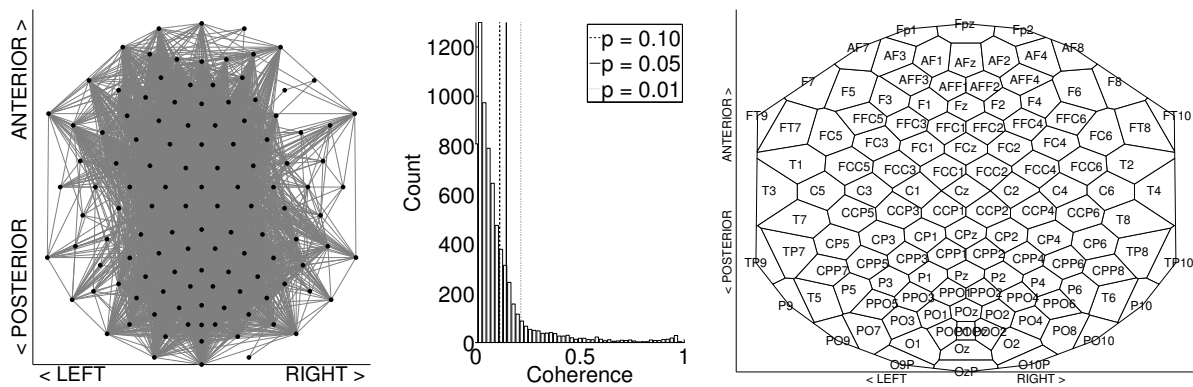 ANTERIOR >
< POSTERIOR
< LEFT
RIGHT >
Count
1200
1000
800
600
400
200
0
0
0.5
1
Coherence
p = 0.10
p = 0.05
p = 0.01
ANTERIOR >
< POSTERIOR
< LEFT
RIGHT >
Fp1 Fpz Fp2
AF7 AF3 AF1 AFz AF2 AF4 AF8
F7 F5 AFF3 AFF1 AFF2 AFF4 F6 F8
F3 F1 Fz F2 F4
FT9 FT7 FC5 FFC5 FFC3 FFC1 FFC2 FFC4 FFC6 FC6 FT8 FT10
FC3 FC1 FCz FC2 FC4
T1 FCC5 FCC3 FCC1 FCC2 FCC4 FCC6 T2
T3 C5 C3 C1 Cz C2 C4 C6 T4
T7 CCP5 CCP3 CCP1 CCP2 CCP4 CCP6 T8
TP7 CP5 CP3 CP1 CPz CP2 CP4 CP6 TP8
TP9 CPP7 CPP5 CPP3 CPP1 CPP2 CPP4 CPP8 TP10
P5 P3 P1 Pz P2 P4 P6
P9 T5 PPO5 PPO3 PPO1 PPO2 PPO4 PPO6 T6 P10
PO9 PO7 PO3 PO1 POz PO2 PO4 PO8 PO10
O1 Oz O2
O9P OzP O10P